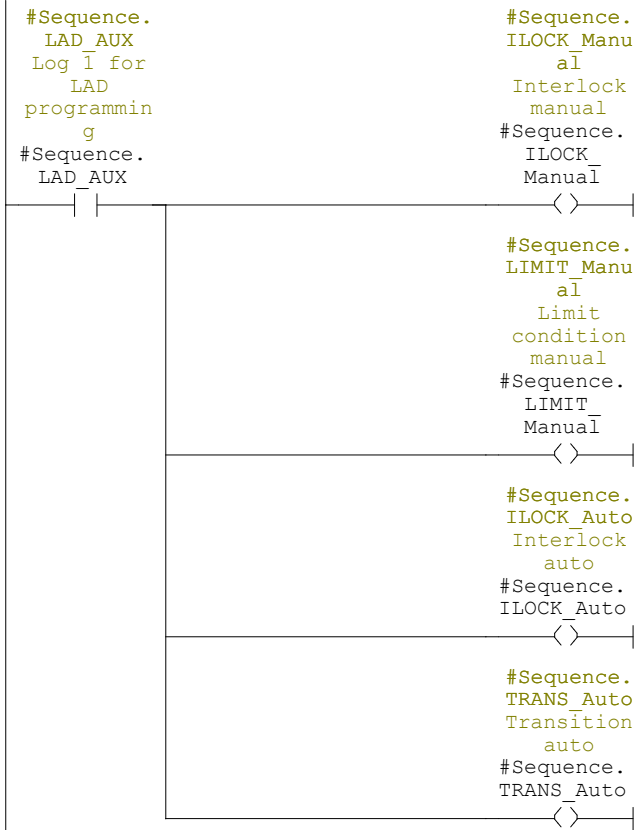 #Sequence.
LAD_AUX
Log 1 for
LAD
programmin
g
#Sequence.
LAD_AUX
#Sequence.
ILOCK_Manu
al
Interlock
manual
#Sequence.
ILOCK_
Manual
#Sequence.
LIMIT_Manu
al
Limit
condition
manual
#Sequence.
LIMIT_
Manual
#Sequence.
ILOCK_Auto
Interlock
auto
#Sequence.
ILOCK_Auto
#Sequence.
TRANS_Auto
Transition
auto
#Sequence.
TRANS_Auto